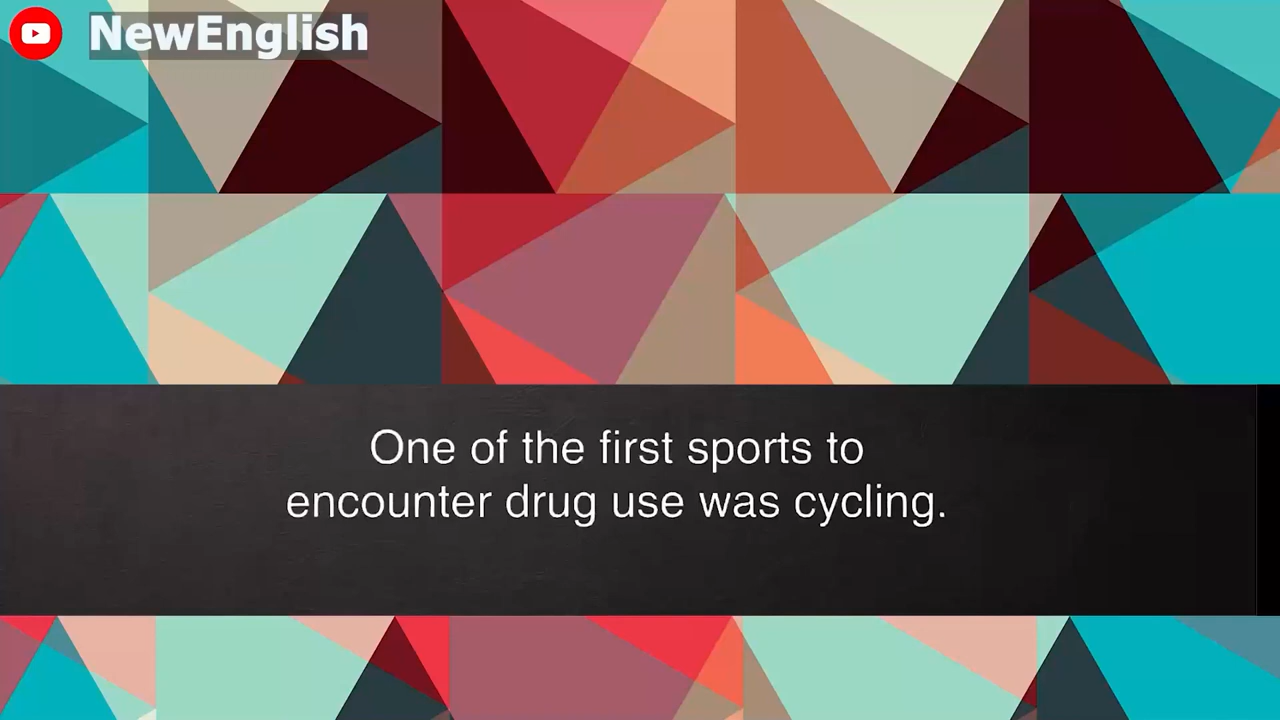 NewEnglish
One of the first sports to
encounter drug use was cycling.